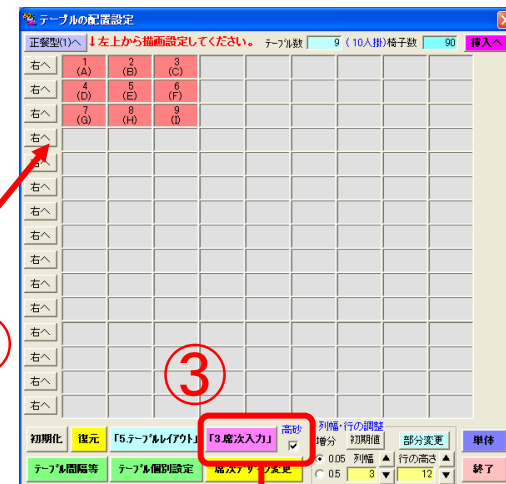 テーブルの配置設定
正餐型(1)へ ↓左上から描画設定してください。 テーブル数 9 (10人掛)椅子数 90 挿入へ
右へ 1 2 3
(A) (B) (C)
右へ 4 5 6
(D) (E) (F)
右へ 7 8 9
(G) (H) (I)
右へ
右へ
右へ
右へ
右へ
右へ
右へ
右へ
右へ
右へ
右へ
右へ
③
初期化 復元 「5.テーブルレイアウト」 「3.席次入力」 高砂 列幅・行の調整
増分 初期値 部分変更 単体
0.05 列幅 ▲ 行の高さ ▲
テーブル間隔等 テーブル個別設定 席次デザイン変更 0.5 3 ▼ 12 ▼ 終了